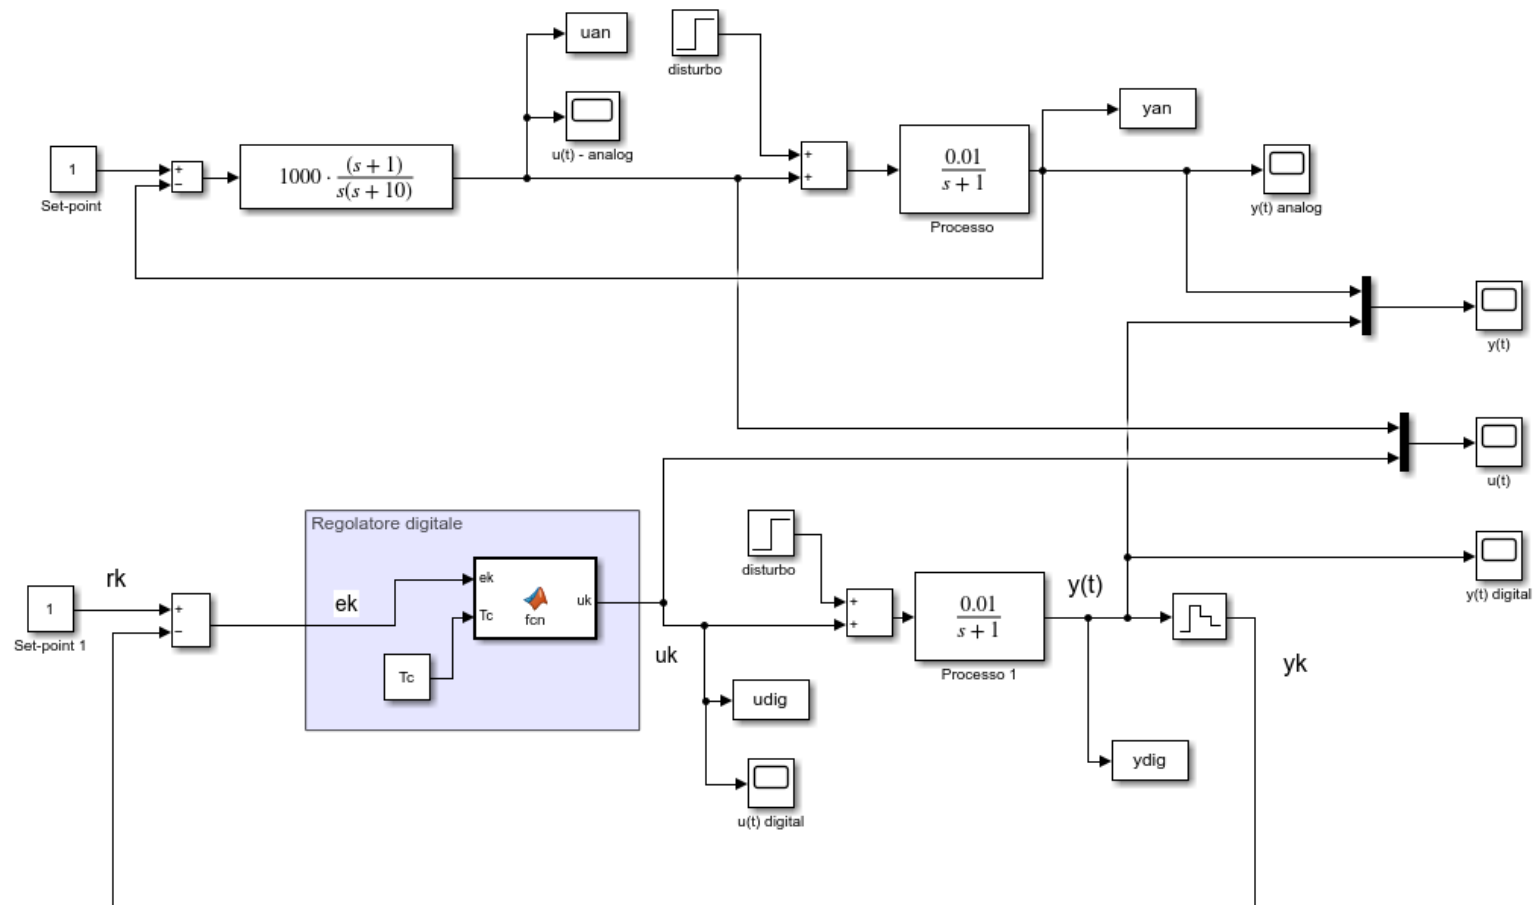 uan
disturbo
u(t) - analog
yan
1
Set-point
+
−
1000 · (s + 1) / s(s + 10)
+
+
0.01
s + 1
Processo
y(t) analog
y(t)
u(t)
Regolatore digitale
rk
1
Set-point 1
+
−
ek
ek
Tc
fcn
uk
Tc
uk
disturbo
+
+
0.01
s + 1
Processo 1
y(t)
y(t) digital
yk
udig
u(t) digital
ydig